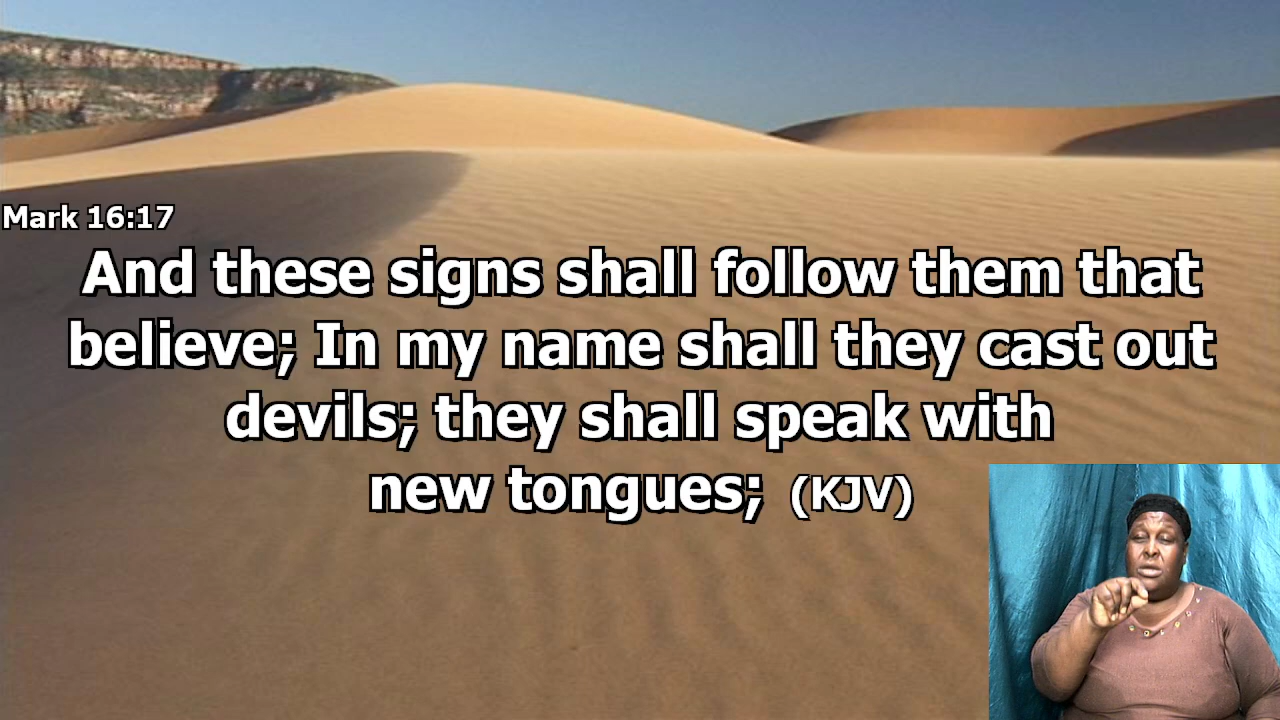 Mark 16:17
And these signs shall follow them that
believe; In my name shall they cast out
devils; they shall speak with
new tongues; (KJV)